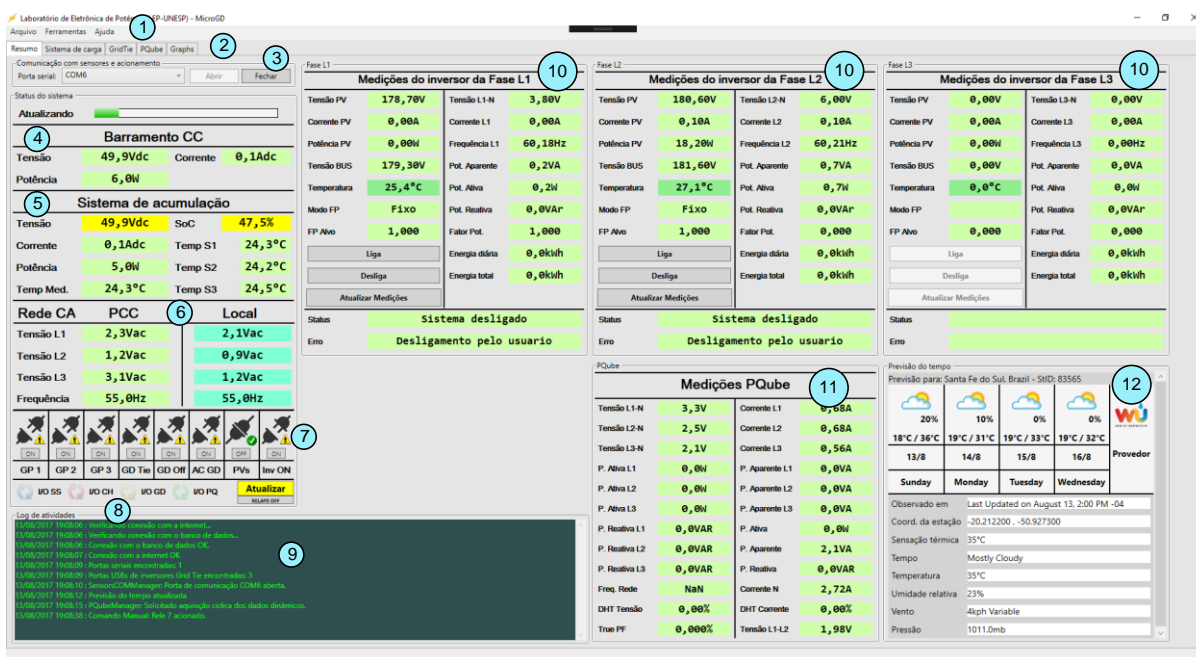 Laboratório de Eletrônica de Potência EP-UNESP) - MicroGD
Arquivo Ferramentas Ajuda
1
Resumo Sistema de carga GridTie PQube Graphs
2
3
Comunicação com sensores e acionamento
Porta serial: COM6 Abrir Fechar
Status do sistema
Atualizando
4
Barramento CC
Tensão 49,9Vdc Corrente 0,1Adc
Potência 6,0W
5
Sistema de acumulação
Tensão 49,9Vdc SoC 47,5%
Corrente 0,1Adc Temp S1 24,3ºC
Potência 5,0W Temp S2 24,2ºC
Temp Med. 24,3ºC Temp S3 24,5ºC
Rede CA PCC 6 Local
Tensão L1 2,3Vac 2,1Vac
Tensão L2 1,2Vac 0,9Vac
Tensão L3 3,1Vac 1,2Vac
Frequência 55,0Hz 55,0Hz
7
ON ON ON ON ON ON OFF ON
GP 1 GP 2 GP 3 GD Tie GD Off AC GD PVs Inv ON
I/O SS I/O CH I/O GD I/O PQ Atualizar
RELAYS OFF
8
Log de atividades
13/08/2017 19:08:06 : Verificando conexão com a internet...
13/08/2017 19:08:06 : Verificando conexão com o banco de dados...
13/08/2017 19:08:06 : Conexão com o banco de dados OK.
13/08/2017 19:08:07 : Conexão com a internet OK
13/08/2017 19:08:09 : Portas seriais encontradas: 1
13/08/2017 19:08:09 : Portas USBs de inversores Grid Tie encontradas: 3
13/08/2017 19:08:10 : SensorsCOMManager: Porta de comunicação COM6 aberta.
13/08/2017 19:08:12 : Previsão do tempo atualizada
13/08/2017 19:08:15 : PQubeManager: Solicitado aquisição cíclica dos dados dinâmicos.
13/08/2017 19:08:38 : Comando Manual: Rele 7 acionado.
9
Fase L1
Medições do inversor da Fase L1
10
Tensão PV 178,70V Tensão L1-N 3,80V
Corrente PV 0,00A Corrente L1 0,00A
Potência PV 0,00W Frequência L1 60,18Hz
Tensão BUS 179,30V Pot. Aparente 0,2VA
Temperatura 25,4ºC Pot. Ativa 0,2W
Modo FP Fixo Pot. Reativa 0,0VAr
FP Alvo 1,000 Fator Pot. 1,000
Liga Energia diária 0,0kWh
Desliga Energia total 0,0kWh
Atualizar Medições
Status Sistema desligado
Erro Desligamento pelo usuario
Fase L2
Medições do inversor da Fase L2
10
Tensão PV 180,60V Tensão L2-N 6,00V
Corrente PV 0,10A Corrente L2 0,10A
Potência PV 18,20W Frequência L2 60,21Hz
Tensão BUS 181,60V Pot. Aparente 0,7VA
Temperatura 27,1ºC Pot. Ativa 0,7W
Modo FP Fixo Pot. Reativa 0,0VAr
FP Alvo 1,000 Fator Pot. 0,000
Liga Energia diária 0,0kWh
Desliga Energia total 0,0kWh
Atualizar Medições
Status Sistema desligado
Erro Desligamento pelo usuario
Fase L3
Medições do inversor da Fase L3
10
Tensão PV 0,00V Tensão L3-N 0,00V
Corrente PV 0,00A Corrente L3 0,00A
Potência PV 0,00W Frequência L3 0,00Hz
Tensão BUS 0,00V Pot. Aparente 0,0VA
Temperatura 0,0ºC Pot. Ativa 0,0W
Modo FP Pot. Reativa 0,0VAr
FP Alvo 0,000 Fator Pot. 0,000
Liga Energia diária 0,0kWh
Desliga Energia total 0,0kWh
Atualizar Medições
Status
Erro
PQube
Medições PQube
11
Tensão L1-N 3,3V Corrente L1 0,68A
Tensão L2-N 2,5V Corrente L2 0,68A
Tensão L3-N 2,1V Corrente L3 0,56A
P. Ativa L1 0,0W P. Aparente L1 0,0VA
P. Ativa L2 0,0W P. Aparente L2 0,0VA
P. Ativa L3 0,0W P. Aparente L3 0,0VA
P. Reativa L1 0,0VAR P. Ativa 0,0W
P. Reativa L2 0,0VAR P. Aparente 2,1VA
P. Reativa L3 0,0VAR P. Reativa 0,0VAR
Freq. Rede NaN Corrente N 2,72A
DHT Tensão 0,00% DHT Corrente 0,00%
True PF 0,000% Tensão L1-L2 1,98V
Previsão do tempo
Previsão para: Santa Fe do Sul, Brazil - StID: 83565
12
20% 10% 0% 0%
18ºC / 36ºC 19ºC / 31ºC 19ºC / 33ºC 19ºC / 32ºC
13/8 14/8 15/8 16/8 Provedor
Sunday Monday Tuesday Wednesday
Observado em Last Updated on August 13, 2:00 PM -04
Coord. da estação -20.212200 , -50.927300
Sensação térmica 35ºC
Tempo Mostly Cloudy
Temperatura 35ºC
Umidade relativa 23%
Vento 4kph Variable
Pressão 1011.0mb